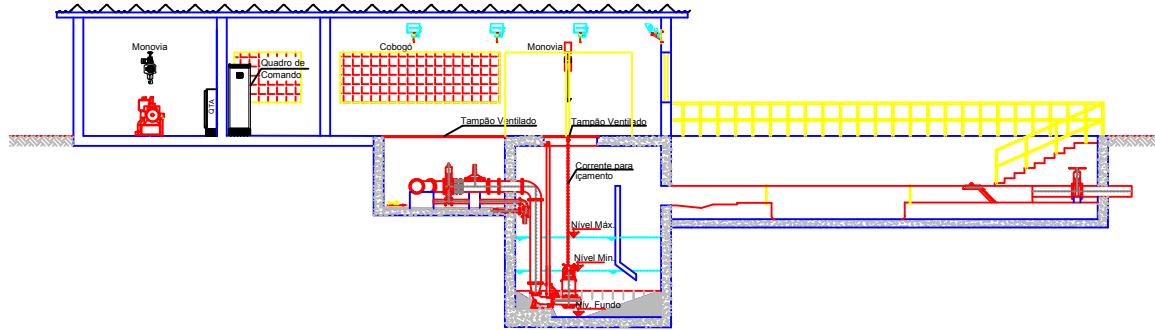 Monovia
Cobogó
Monovia
Quadro de
Comando
QTA
Tampão Ventilado
Tampão Ventilado
Corrente para
içamento
Nível Máx.
Nível Min.
Nív. Fundo